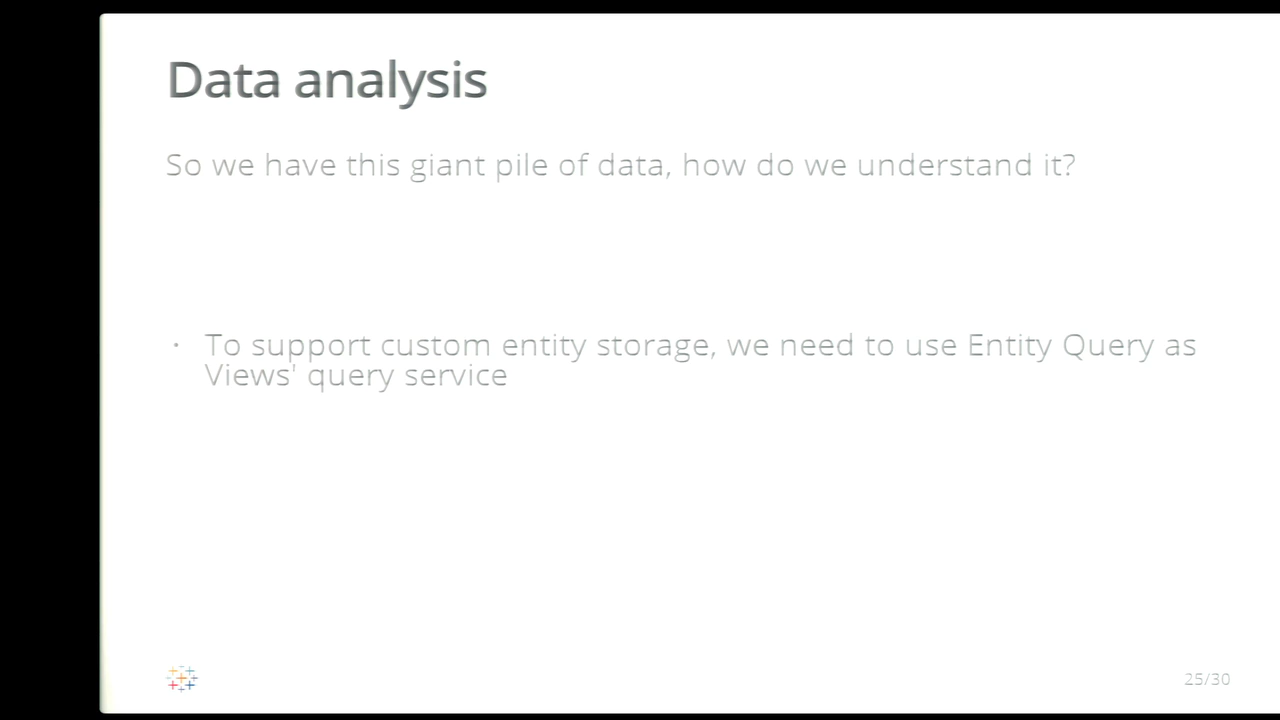 Data analysis
So we have this giant pile of data, how do we understand it?
· To support custom entity storage, we need to use Entity Query as
Views' query service
25/30